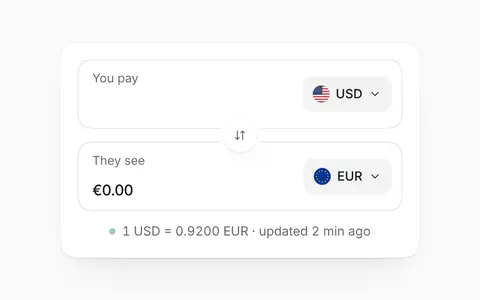 You pay
USD
They see
€0.00
EUR
1 USD = 0.9200 EUR · updated 2 min ago